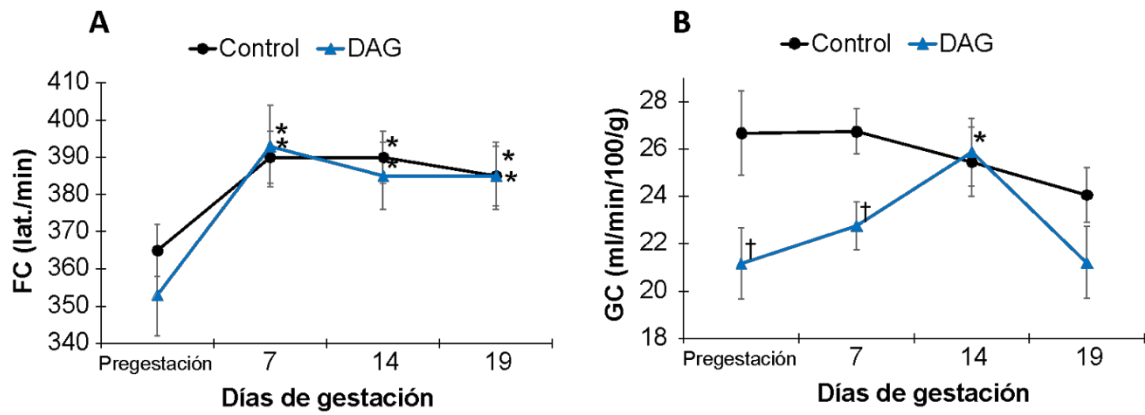 A
Control DAG
FC (lat./min)
410
400
390
380
370
360
350
340
* *
* *
* *
Pregestación 7 14 19
Días de gestación
B
Control DAG
GC (ml/min/100/g)
28
26
24
22
20
18
† † *
Pregestación 7 14 19
Días de gestación